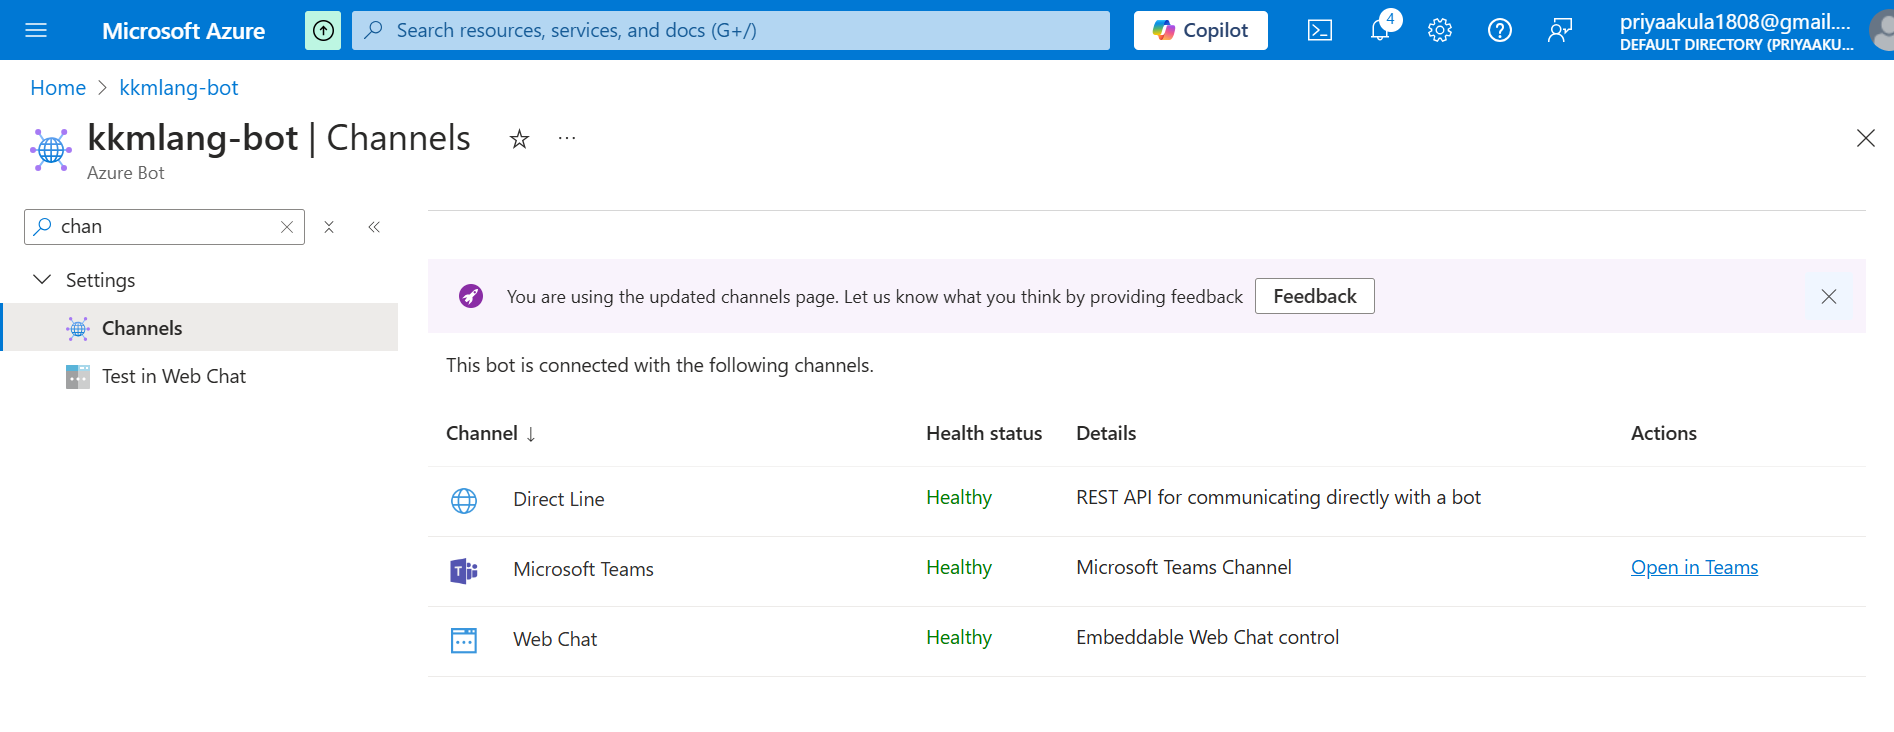 Microsoft Azure
Search resources, services, and docs (G+/)
Copilot
4
priyaakula1808@gmail....
DEFAULT DIRECTORY (PRIYAAKU...
Home > kkmlang-bot
kkmlang-bot | Channels
Azure Bot
chan
Settings
Channels
Test in Web Chat
You are using the updated channels page. Let us know what you think by providing feedback
Feedback
This bot is connected with the following channels.
Channel ↓ Health status Details Actions
Direct Line Healthy REST API for communicating directly with a bot
Microsoft Teams Healthy Microsoft Teams Channel Open in Teams
Web Chat Healthy Embeddable Web Chat control